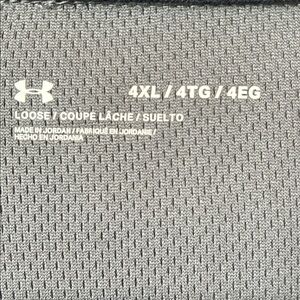 4XL / 4TG / 4EG
LOOSE / COUPE LÂCHE / SUELTO
MADE IN JORDAN / FABRIQUÉ EN JORDANIE /
HECHO EN JORDANIA